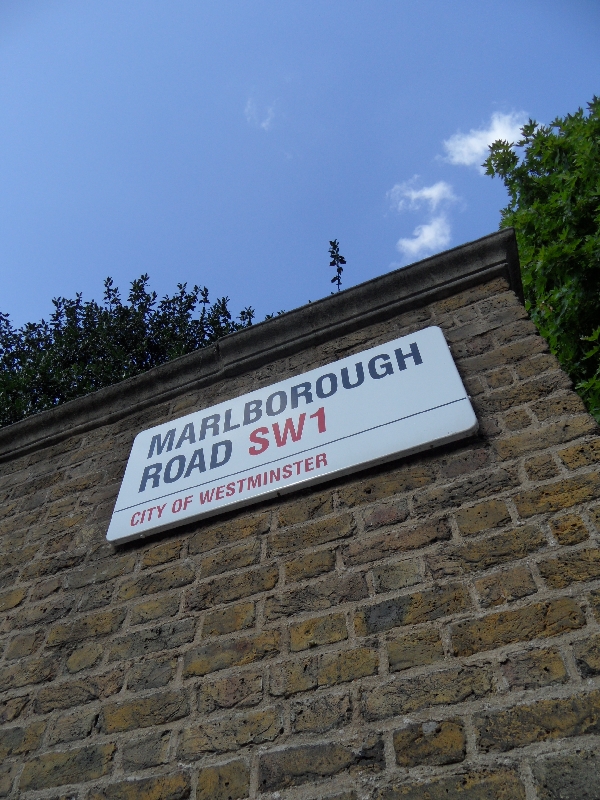 MARLBOROUGH
ROAD SW1
CITY OF WESTMINSTER